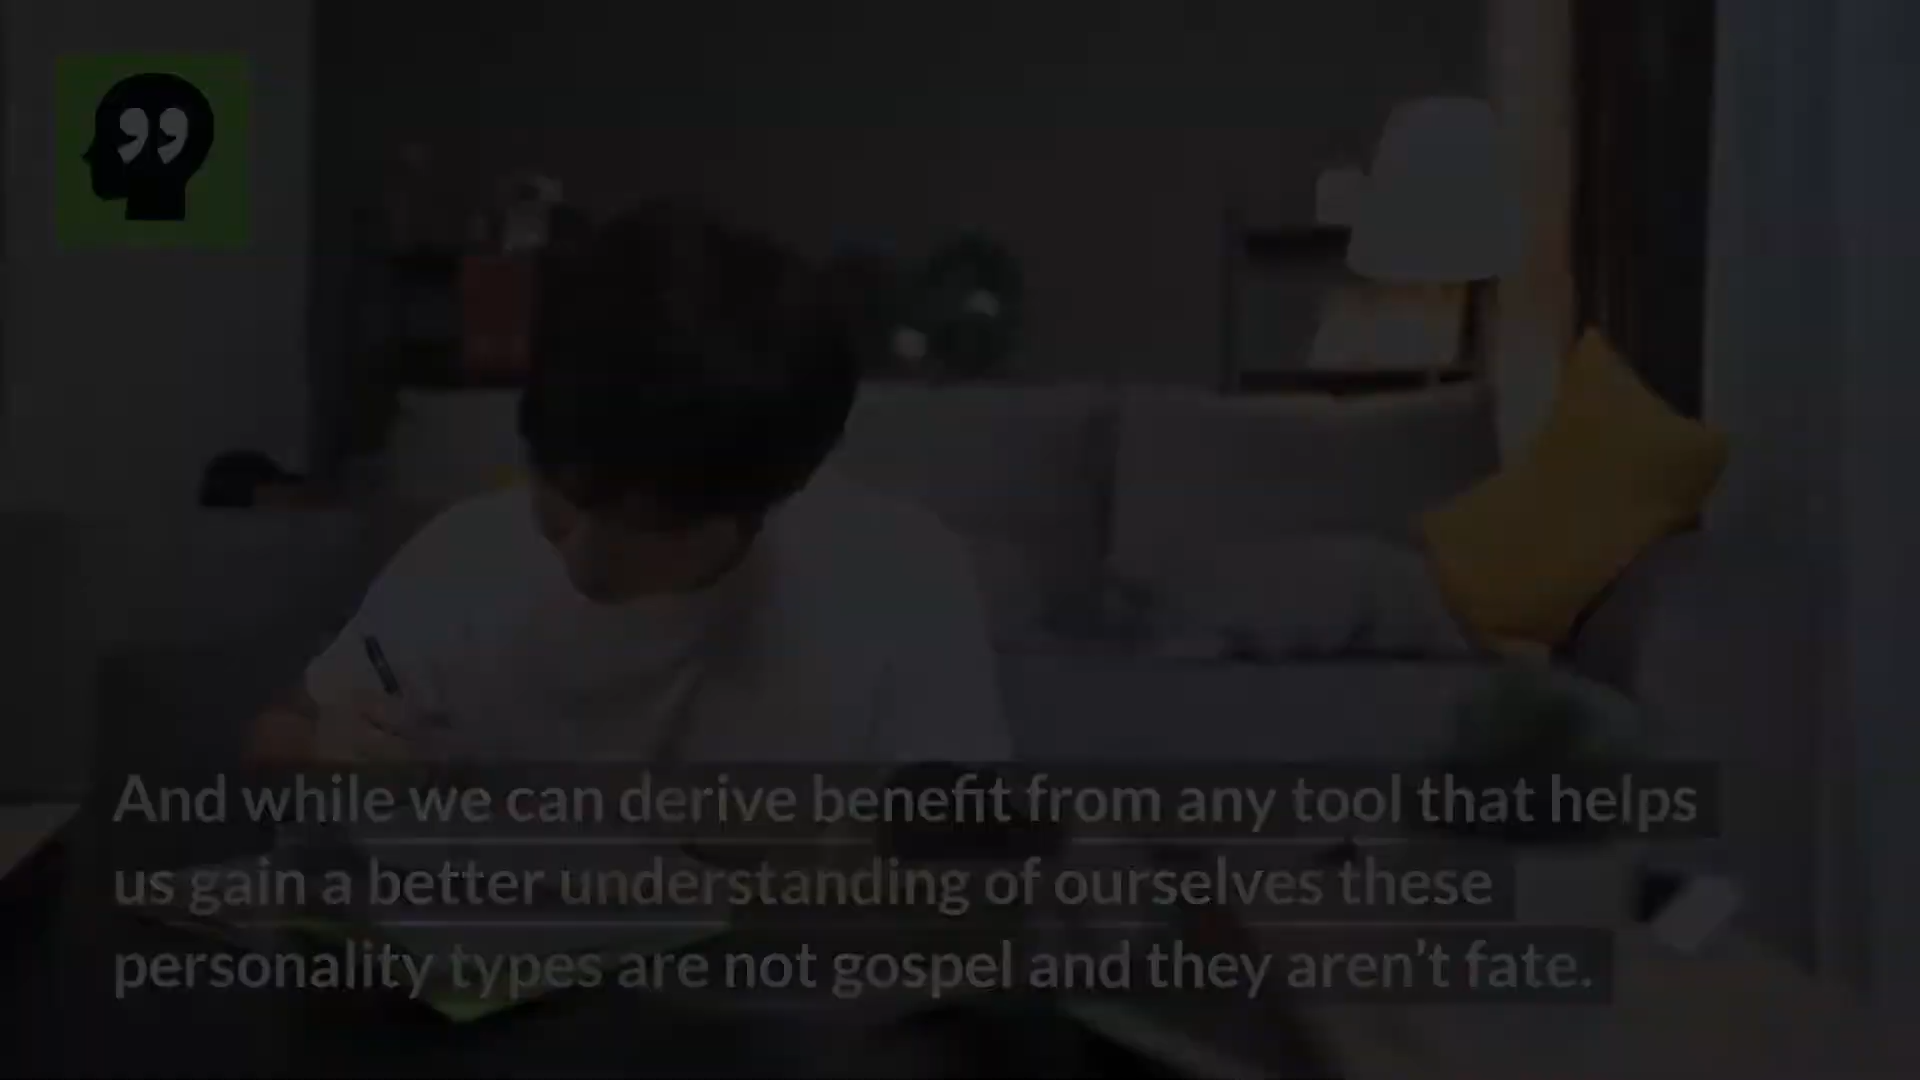 And while we can derive benefit from any tool that helps
us gain a better understanding of ourselves these
personality types are not gospel and they aren't fate.